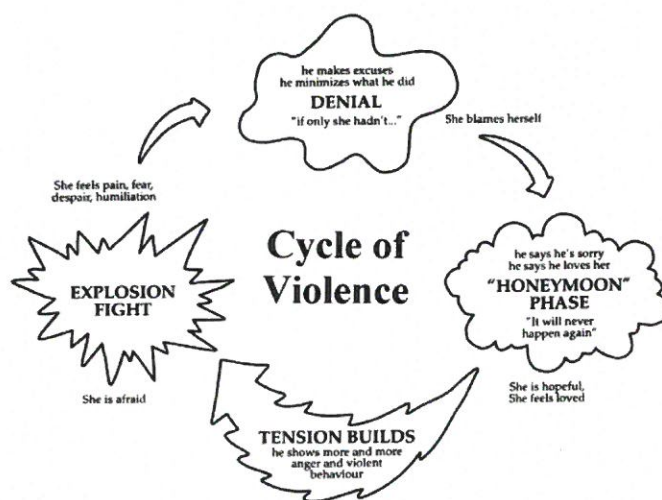 he makes excuses
he minimizes what he did
DENIAL
"if only she hadn't..."
She blames herself
he says he's sorry
he says he loves her
"HONEYMOON"
PHASE
"It will never
happen again"
She is hopeful,
She feels loved
TENSION BUILDS
he shows more and more
anger and violent
behaviour
She is afraid
EXPLOSION
FIGHT
She feels pain, fear,
despair, humiliation
Cycle of
Violence